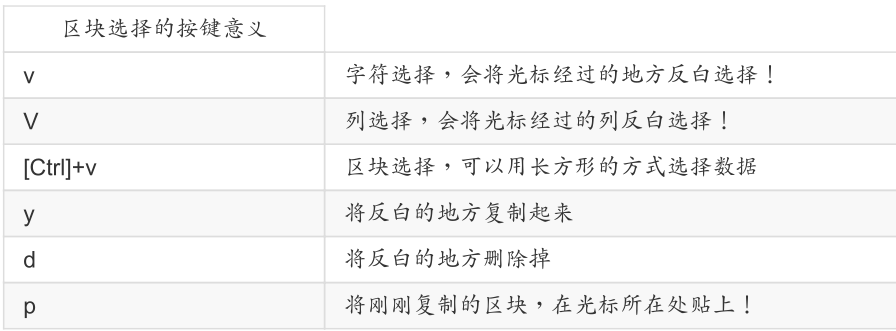 区块选择的按键意义
v 字符选择，会将光标经过的地方反白选择！
V 列选择，会将光标经过的列反白选择！
[Ctrl]+v 区块选择，可以用长方形的方式选择数据
y 将反白的地方复制起来
d 将反白的地方删除掉
p 将刚刚复制的区块，在光标所在处贴上！